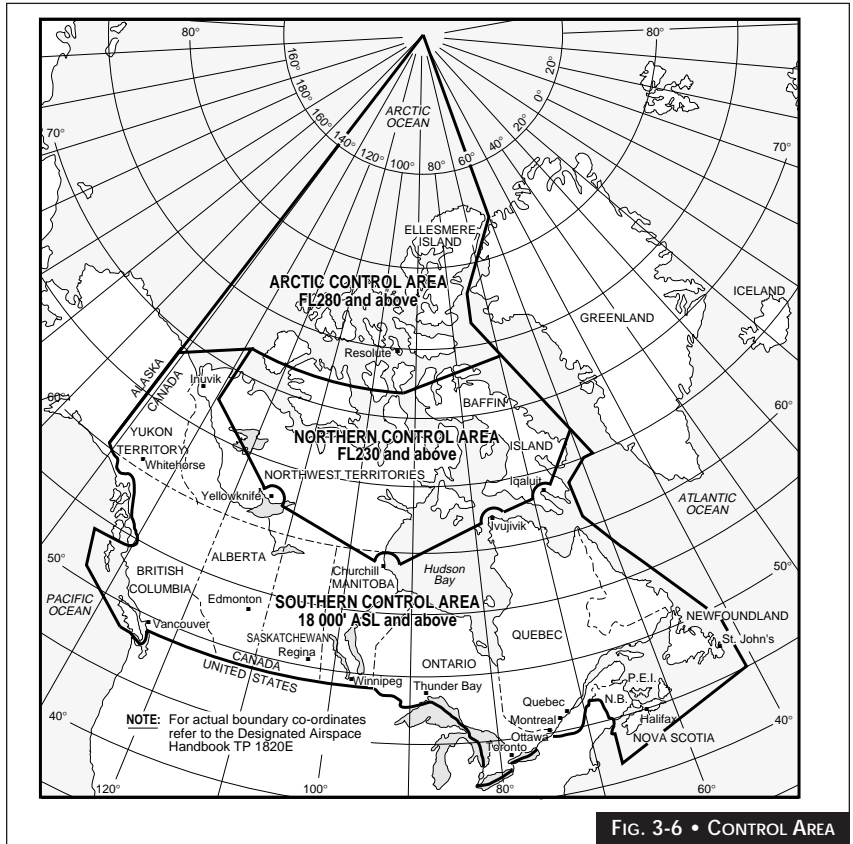 80°
80°
160°
180°
160°
140°
120°
100°
80°
60°
40°
20°
0°
20°
ARCTIC
OCEAN
70°
70°
ELLESMERE
ISLAND
ARCTIC CONTROL AREA
FL280 and above
ICELAND
GREENLAND
Resolute
ALASKA
CANADA
Inuvik
60°
60°
BAFFIN
ISLAND
YUKON
TERRITORY
Whitehorse
NORTHERN CONTROL AREA
FL230 and above
NORTHWEST TERRITORIES
Yellowknife
Iqaluit
ATLANTIC
OCEAN
Ivujivik
50°
50°
BRITISH
COLUMBIA
ALBERTA
Churchill
MANITOBA
Hudson
Bay
PACIFIC
OCEAN
Edmonton
SOUTHERN CONTROL AREA
18 000' ASL and above
NEWFOUNDLAND
St. John's
Vancouver
SASKATCHEWAN
Regina
QUEBEC
CANADA
UNITED STATES
ONTARIO
Winnipeg
Thunder Bay
P.E.I.
N.B.
Quebec
Montreal
Ottawa
Toronto
Halifax
NOVA SCOTIA
40°
40°
NOTE: For actual boundary co-ordinates
refer to the Designated Airspace
Handbook TP 1820E
120°
100°
80°
60°
FIG. 3-6 • CONTROL AREA